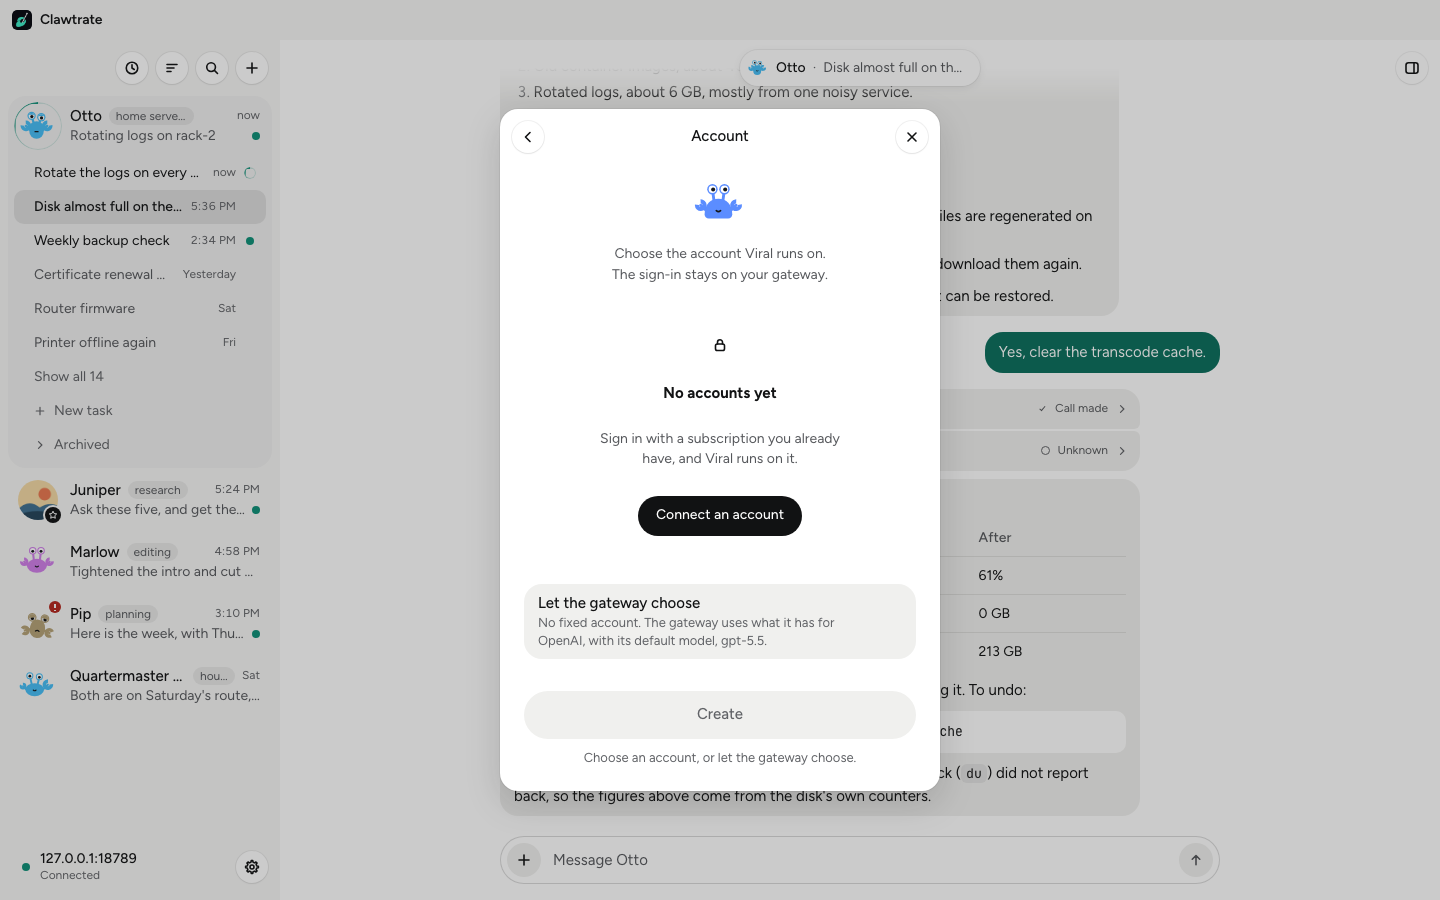 Clawtrate
Otto home serve... now
Rotating logs on rack-2
Rotate the logs on every ... now
Disk almost full on the... 5:36 PM
Weekly backup check 2:34 PM
Certificate renewal ... Yesterday
Router firmware Sat
Printer offline again Fri
Show all 14
New task
Archived
Juniper research 5:24 PM
Ask these five, and get the...
Marlow editing 4:58 PM
Tightened the intro and cut ...
Pip planning 3:10 PM
Here is the week, with Thu...
Quartermaster ... hou... Sat
Both are on Saturday's route,...
127.0.0.1:18789
Connected
Otto · Disk almost full on th...
3. Rotated logs, about 6 GB, mostly from one noisy service.
iles are regenerated on
download them again.
t can be restored.
Yes, clear the transcode cache.
Call made
Unknown
After
61%
0 GB
213 GB
g it. To undo:
che
ck (du) did not report
back, so the figures above come from the disk's own counters.
Message Otto
Account
Choose the account Viral runs on.
The sign-in stays on your gateway.
No accounts yet
Sign in with a subscription you already
have, and Viral runs on it.
Connect an account
Let the gateway choose
No fixed account. The gateway uses what it has for
OpenAI, with its default model, gpt-5.5.
Create
Choose an account, or let the gateway choose.